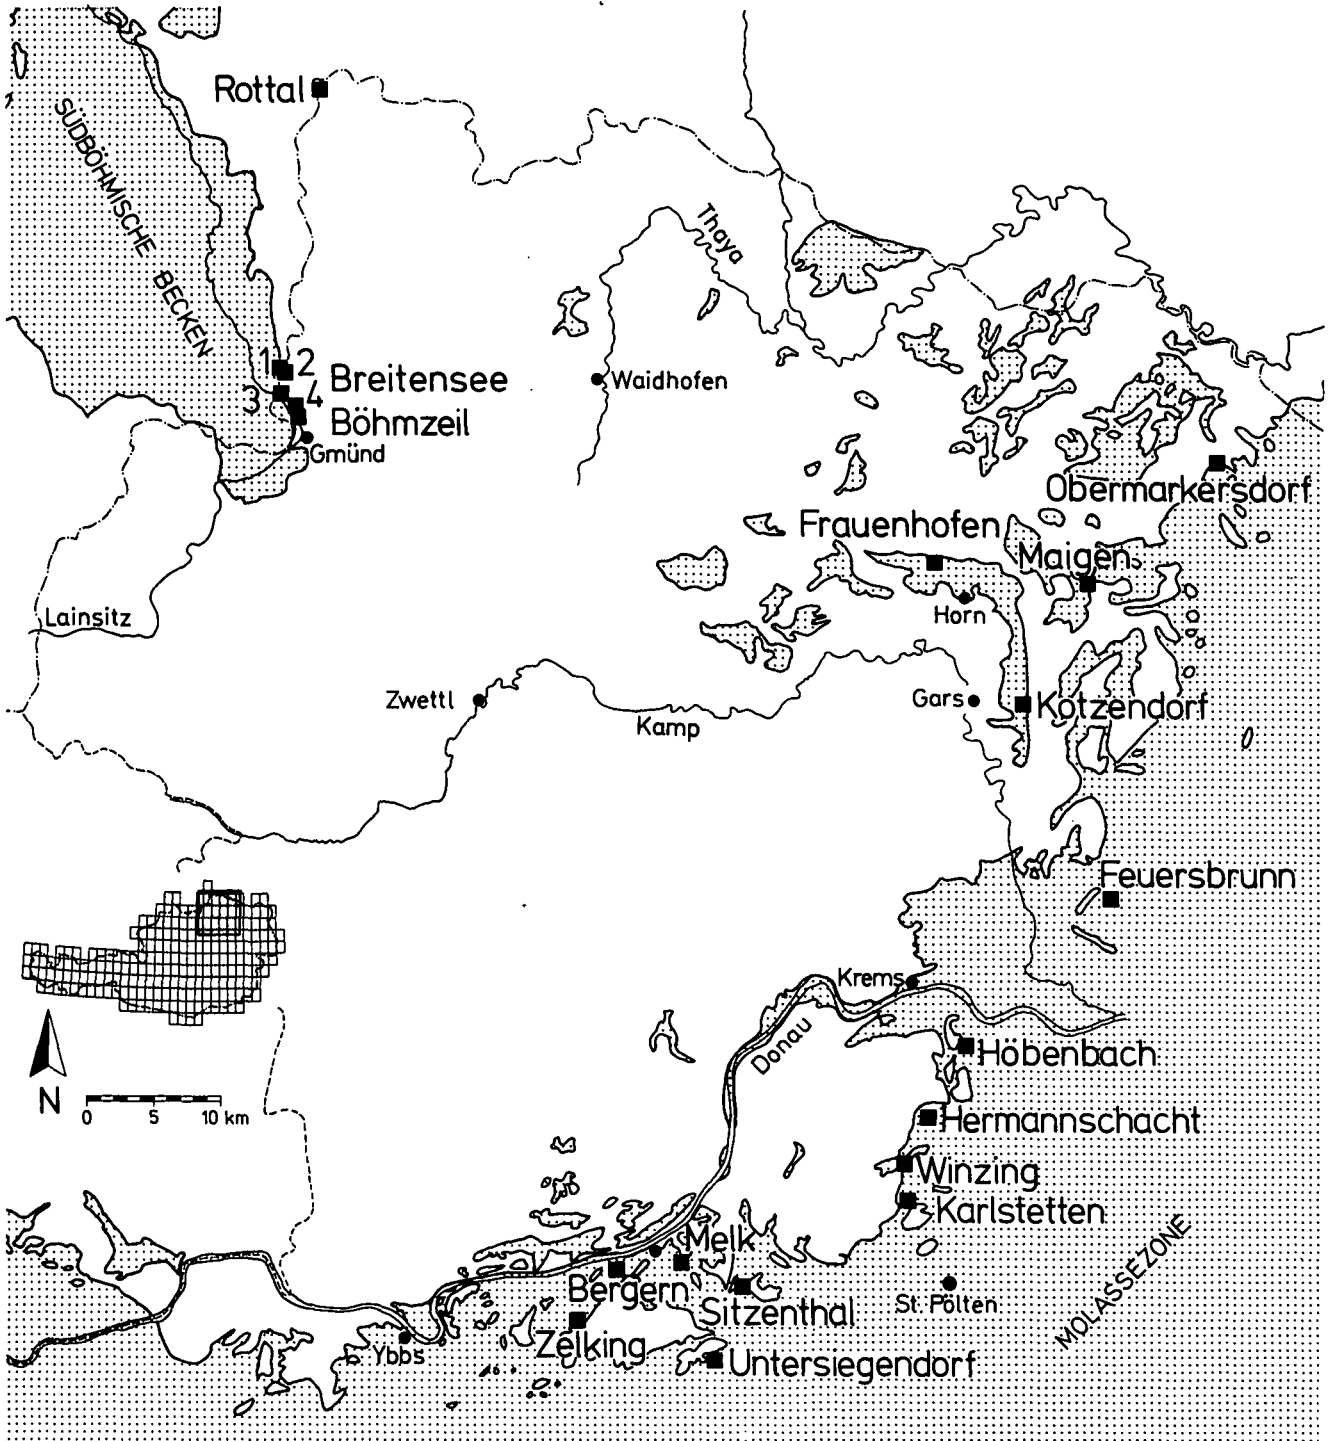 Rottal
SÜDBÖHMISCHE BECKEN
Thaya
1 2
Breitensee
3 4
Böhmzeil
Gmünd
Waidhofen
Obermarkersdorf
Frauenhofen
Maigen
Horn
Lainsitz
Zwettl
Kamp
Gars
Kotzendorf
Feuersbrunn
Krems
Donau
Höbenbach
N
0 5 10 km
Hermannschacht
Winzing
Karlstetten
Melk
Bergern
Sitzenthal
St. Pölten
MOLASSEZONE
Zelking
Ybbs
Untersiegendorf